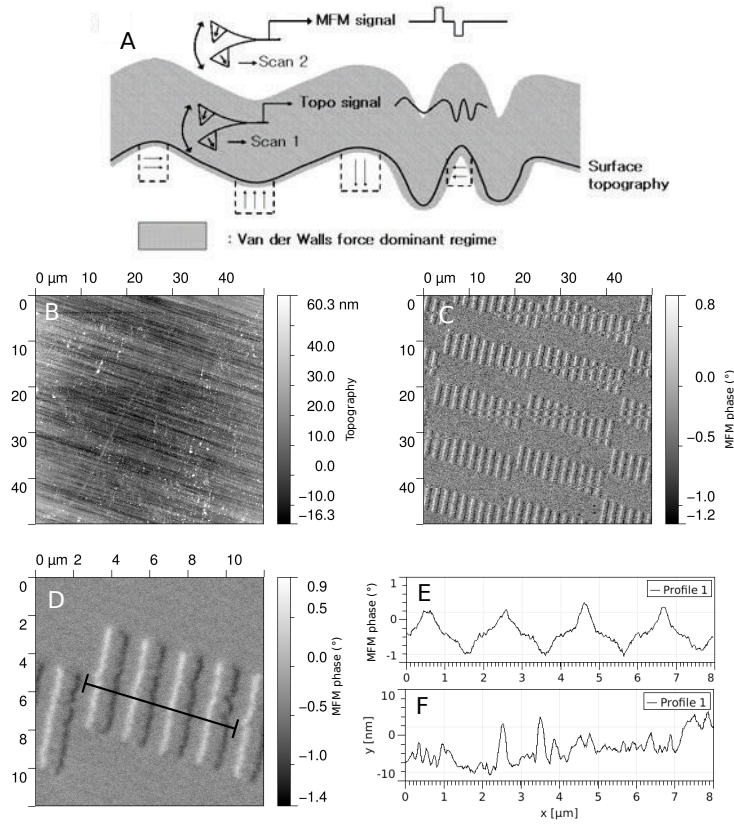 A
MFM signal
Scan 2
Topo signal
Scan 1
Surface
topography
: Van der Walls force dominant regime
0 µm 10 20 30 40
B
0
10
20
30
40
60.3 nm
40.0
30.0
20.0
10.0
0.0
−10.0
−16.3
Topography
0 µm 10 20 30 40
C
0
10
20
30
40
0.8
0.0
−0.5
−1.0
−1.2
MFM phase (°)
0 µm 2 4 6 8 10
D
0
2
4
6
8
10
0.9
0.5
0.0
−0.5
−1.0
−1.4
MFM phase (°)
E
Profile 1
MFM phase (°)
1
0
-1
0 1 2 3 4 5 6 7 8
F
Profile 1
y [nm]
10
0
-10
0 1 2 3 4 5 6 7 8
x [µm]